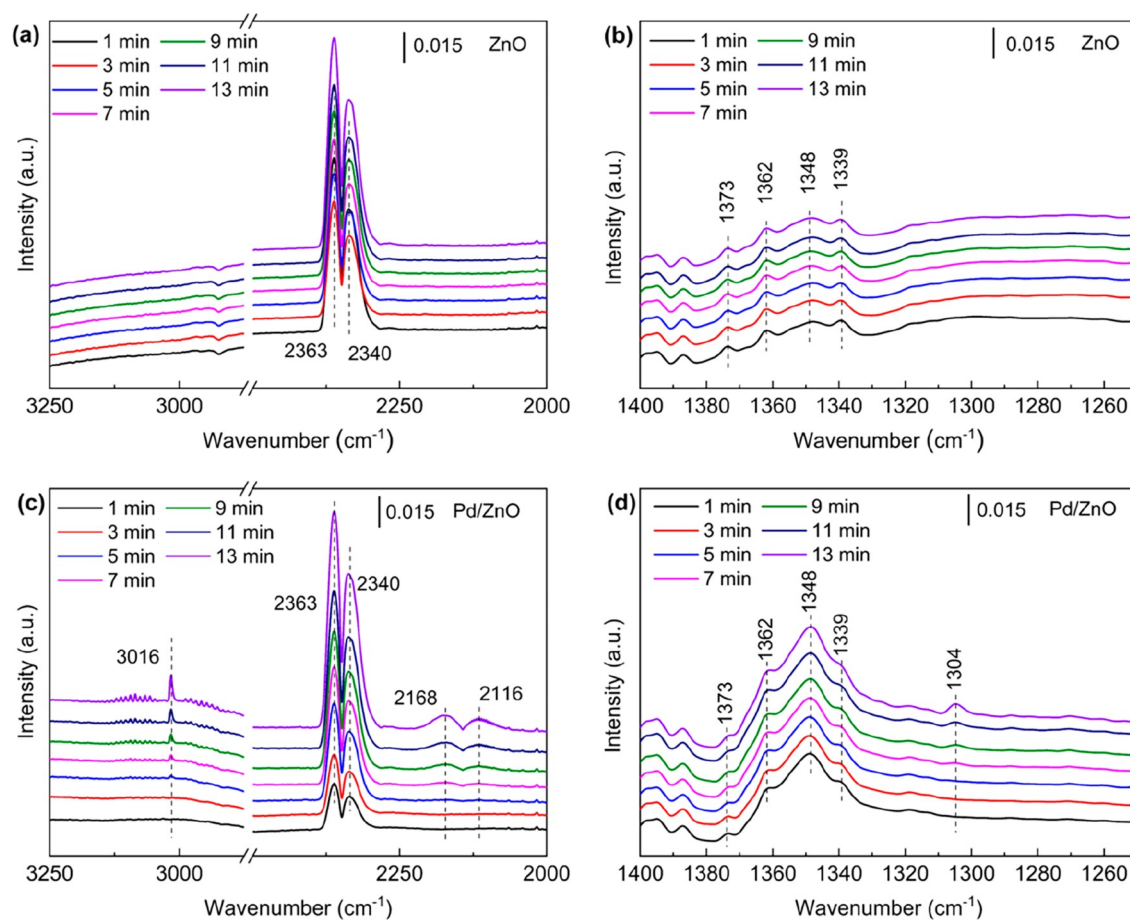 (a)
1 min 9 min
3 min 11 min
5 min 13 min
7 min
0.015 ZnO
2363 2340
Intensity (a.u.)
3250 3000 2250 2000
Wavenumber (cm⁻¹)
(b)
1 min 9 min
3 min 11 min
5 min 13 min
7 min
0.015 ZnO
1373 1362 1348 1339
Intensity (a.u.)
1400 1380 1360 1340 1320 1300 1280 1260
Wavenumber (cm⁻¹)
(c)
1 min 9 min
3 min 11 min
5 min 13 min
7 min
0.015 Pd/ZnO
3016 2363 2340 2168 2116
Intensity (a.u.)
3250 3000 2250 2000
Wavenumber (cm⁻¹)
(d)
1 min 9 min
3 min 11 min
5 min 13 min
7 min
0.015 Pd/ZnO
1373 1362 1348 1339 1304
Intensity (a.u.)
1400 1380 1360 1340 1320 1300 1280 1260
Wavenumber (cm⁻¹)